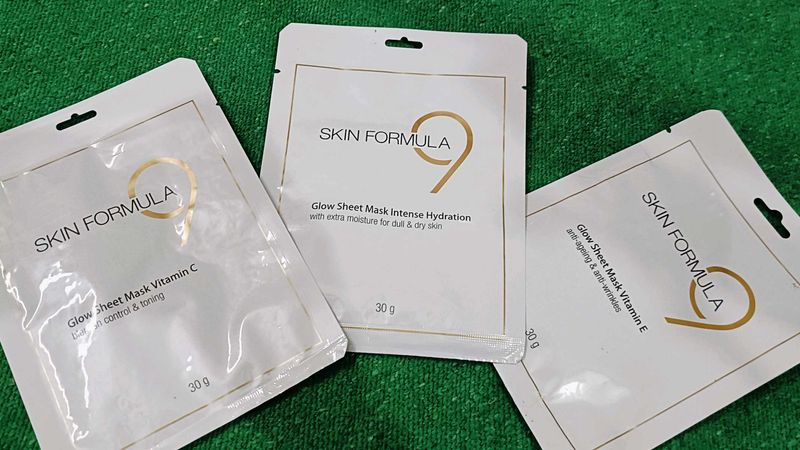 SKIN FORMULA 9
Glow Sheet Mask Vitamin C
control & toning
30 g
SKIN FORMULA 9
Glow Sheet Mask Intense Hydration
with extra moisture for dull & dry skin
30 g
SKIN FORMULA 9
Glow Sheet Mask Vitamin E
anti-ageing & anti-wrinkles
30 g